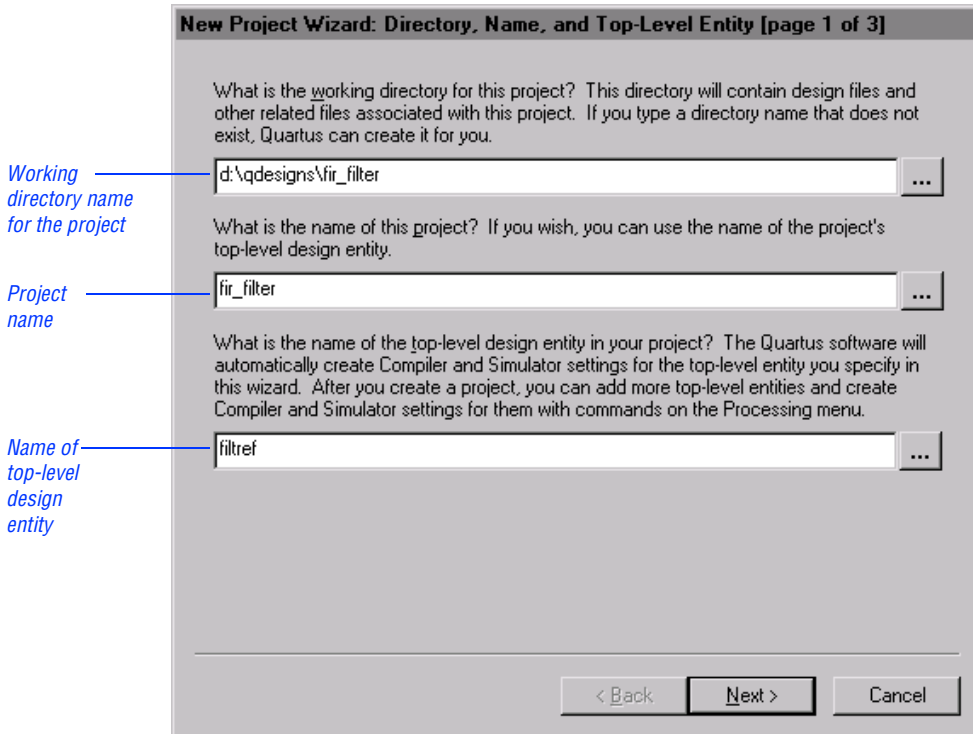 New Project Wizard: Directory, Name, and Top-Level Entity [page 1 of 3]
What is the working directory for this project? This directory will contain design files and
other related files associated with this project. If you type a directory name that does not
exist, Quartus can create it for you.
Working
directory name
for the project
d:\qdesigns\fir_filter
...
What is the name of this project? If you wish, you can use the name of the project's
top-level design entity.
Project
name
fir_filter
...
What is the name of the top-level design entity in your project? The Quartus software will
automatically create Compiler and Simulator settings for the top-level entity you specify in
this wizard. After you create a project, you can add more top-level entities and create
Compiler and Simulator settings for them with commands on the Processing menu.
Name of
top-level
design
entity
filtref
...
< Back
Next >
Cancel